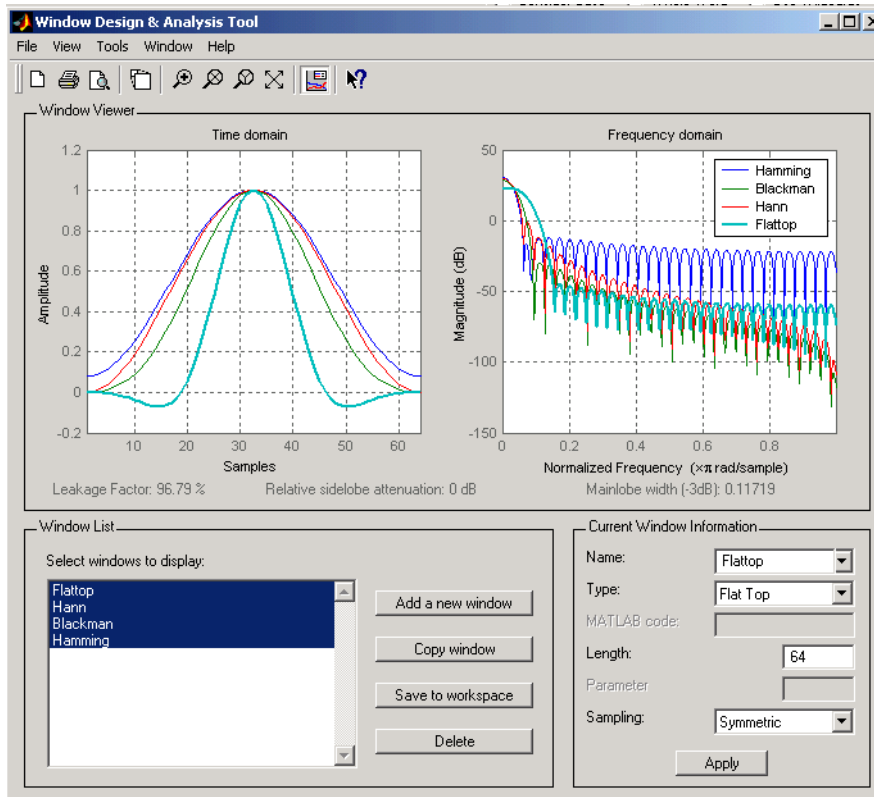 Window Design & Analysis Tool
File View Tools Window Help
Window Viewer
Time domain
1.2
1
0.8
0.6
0.4
0.2
0
-0.2
Amplitude
10 20 30 40 50 60
Samples
Frequency domain
50
0
-50
-100
-150
Magnitude (dB)
Hamming
Blackman
Hann
Flattop
0 0.2 0.4 0.6 0.8
Normalized Frequency (×π rad/sample)
Leakage Factor: 96.79 %
Relative sidelobe attenuation: 0 dB
Mainlobe width (-3dB): 0.11719
Window List
Select windows to display:
Flattop
Hann
Blackman
Hamming
Add a new window
Copy window
Save to workspace
Delete
Current Window Information
Name: Flattop
Type: Flat Top
MATLAB code:
Length: 64
Parameter
Sampling: Symmetric
Apply